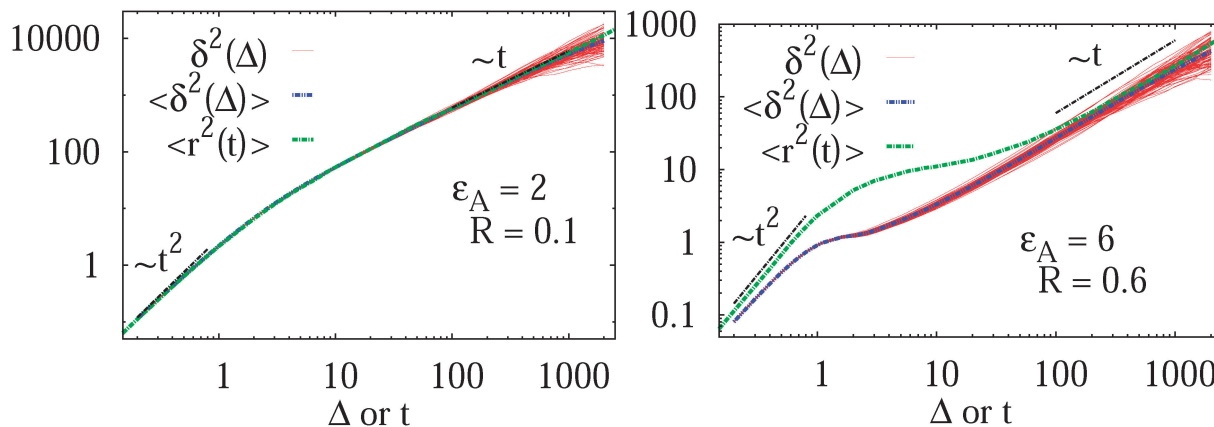 10000
100
1
δ²(Δ)
<δ²(Δ)>
<r²(t)>
~t
~t²
ε_A = 2
R = 0.1
1 10 100 1000
Δ or t
1000
100
10
1
0.1
δ²(Δ)
<δ²(Δ)>
<r²(t)>
~t
~t²
ε_A = 6
R = 0.6
1 10 100 1000
Δ or t